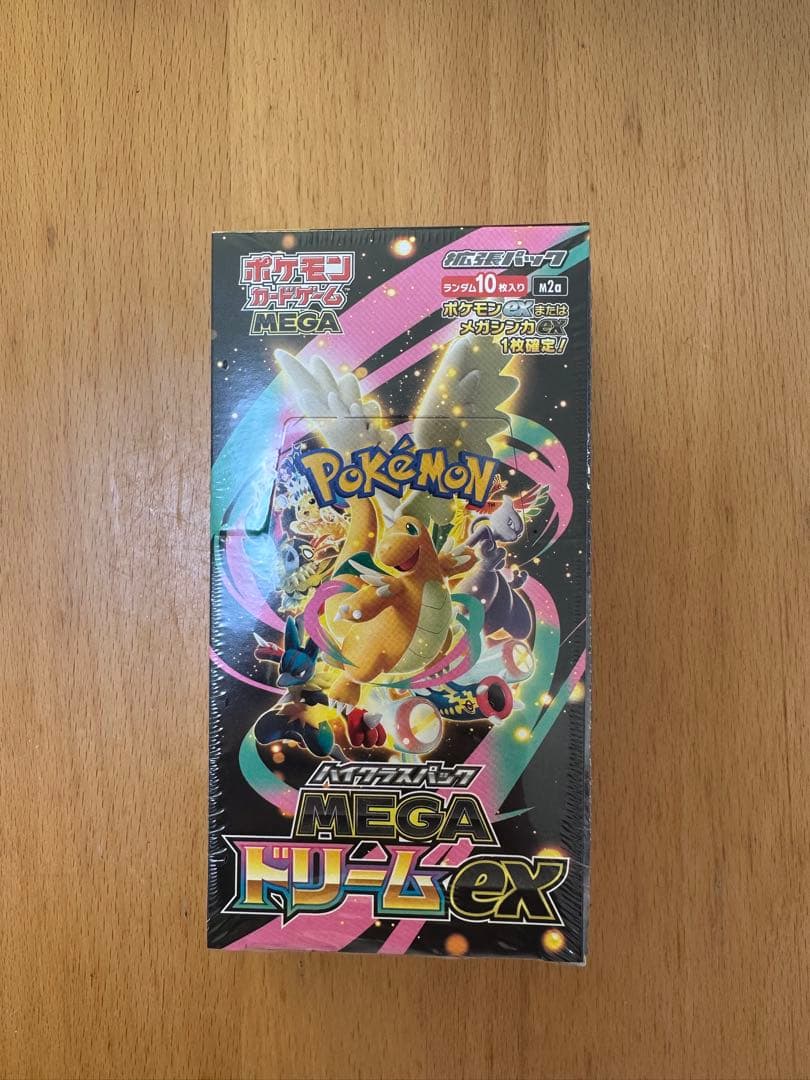 ポケモン
カードゲーム
MEGA
拡張パック
ランダム10枚入り M2a
ポケモンexまたは
メガシンカex
1枚確定!
POKéMON
TM
ハイクラスパック
MEGA
ドリームex